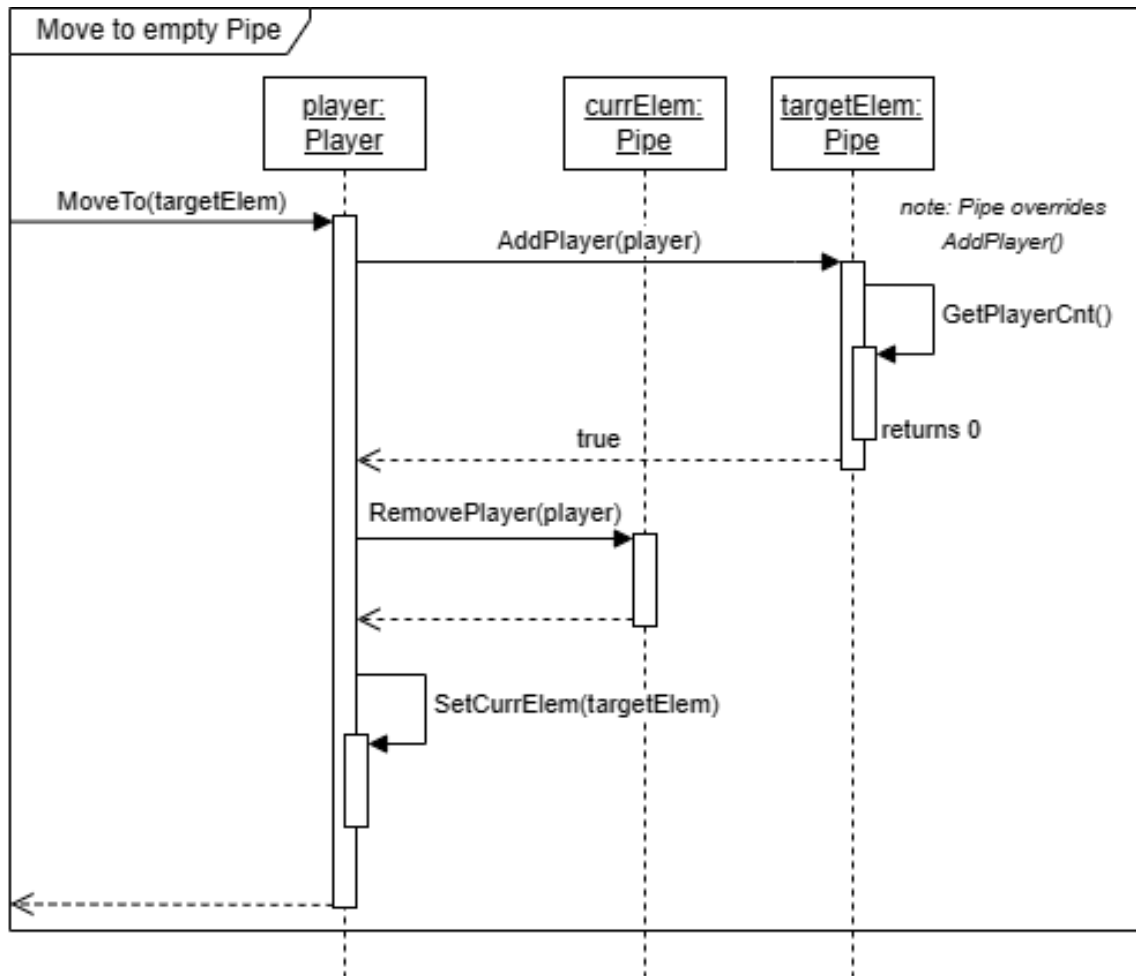 Move to empty Pipe
player:
Player
currElem:
Pipe
targetElem:
Pipe
MoveTo(targetElem)
note: Pipe overrides
AddPlayer()
AddPlayer(player)
GetPlayerCnt()
returns 0
true
RemovePlayer(player)
SetCurrElem(targetElem)